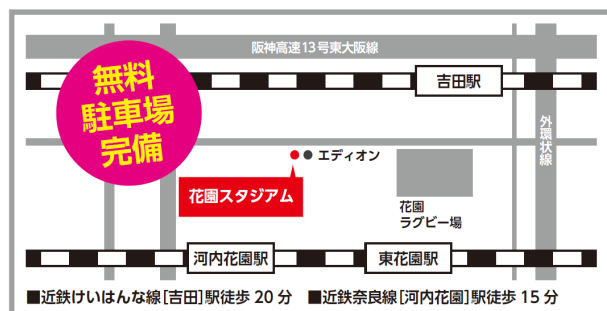 阪神高速13号東大阪線
無料
駐車場
完備
吉田駅
外環状線
エディオン
花園スタジアム
花園
ラグビー場
河内花園駅
東花園駅
■近鉄けいはんな線[吉田]駅徒歩20分 ■近鉄奈良線[河内花園]駅徒歩15分